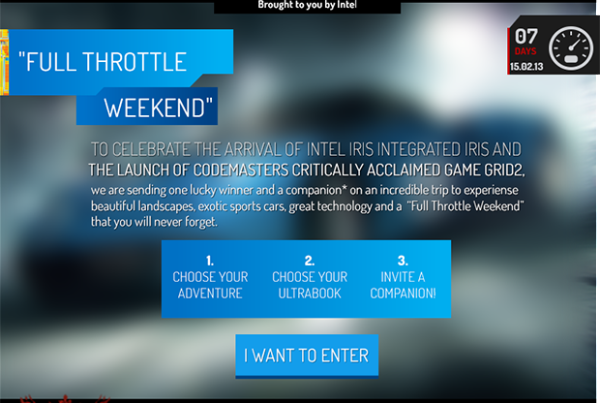 Brought to you by Intel
07
DAYS
15.02.13
"FULL THROTTLE
WEEKEND"
TO CELEBRATE THE ARRIVAL OF INTEL IRIS INTEGRATED IRIS AND
THE LAUNCH OF CODEMASTERS CRITICALLY ACCLAIMED GAME GRID2,
we are sending one lucky winner and a companion* on an incredible trip to experiense
beautiful landscapes, exotic sports cars, great technology and a "Full Throttle Weekend"
that you will never forget.
1.
CHOOSE YOUR
ADVENTURE
2.
CHOOSE YOUR
ULTRABOOK
3.
INVITE A
COMPANION!
I WANT TO ENTER